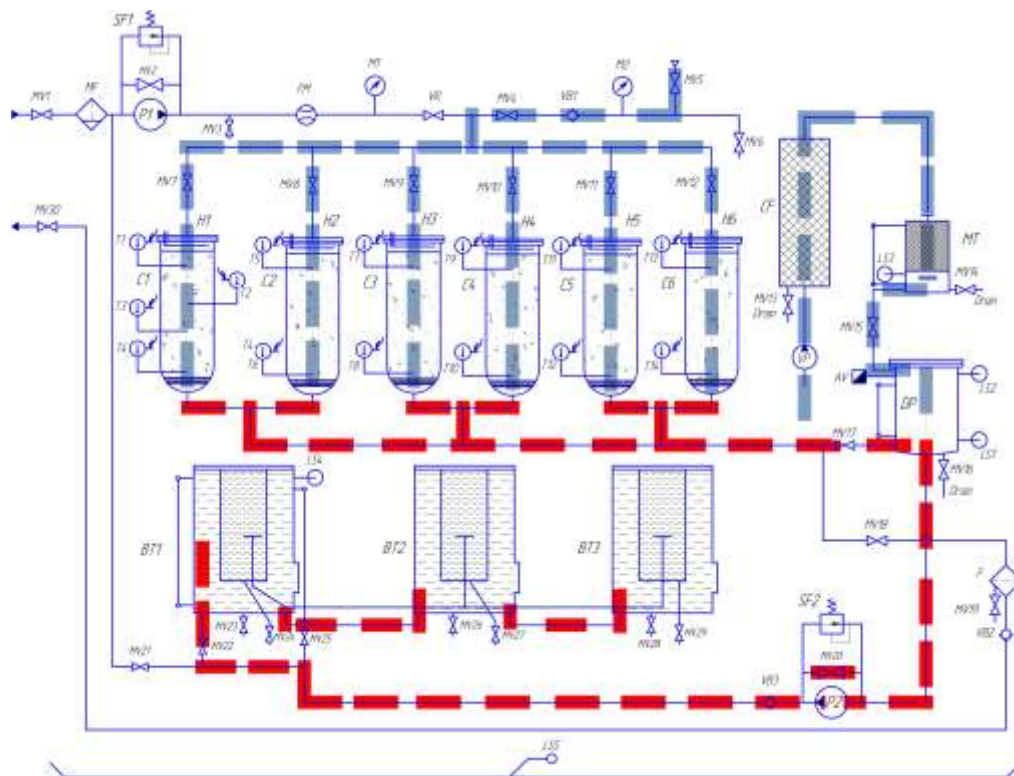 SF1
MV2
MV1
MF
P1
MV3
FM
M1
VR
MV4
VB1
M2
MV5
MV6
MV7
MV8
MV9
MV10
MV11
MV12
MV30
H1
H2
H3
H4
H5
H6
T1
T5
T7
T9
T11
T13
C1
C2
C3
C4
C5
C6
T2
T3
T4
T4
T6
T8
T10
T12
T14
CF
MT
LS3
MV14
Drain
MV13
Drain
MV15
VP
AV
DP
LS2
LS1
MV17
MV16
Drain
MV18
F
MV19
VB2
LS4
BT1
BT2
BT3
MV23
MV24
MV25
MV26
MV27
MV28
MV29
MV21
MV22
SF2
MV20
P2
LS5